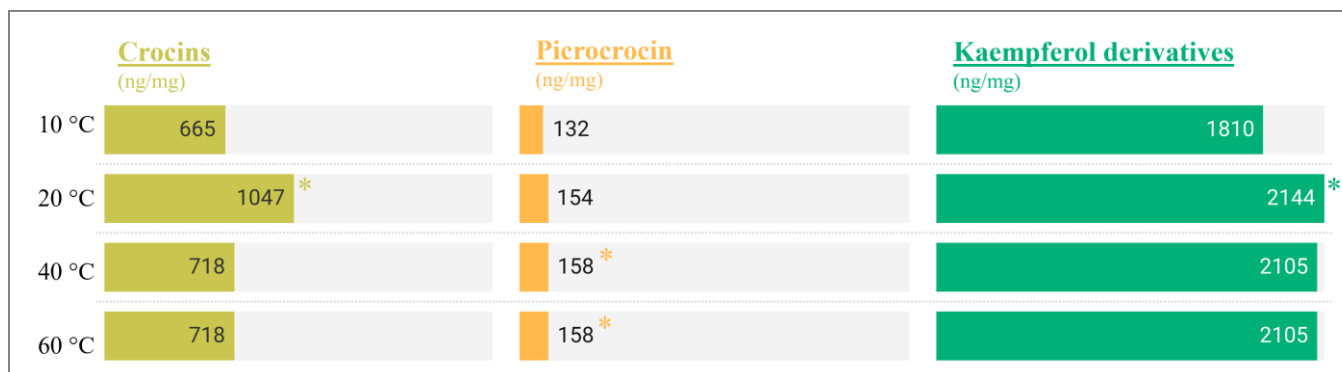 Crocins Picrocrocin Kaempferol derivatives
(ng/mg) (ng/mg) (ng/mg)
10 °C 665 132 1810
20 °C 1047 * 154 2144 *
40 °C 718 158 * 2105
60 °C 718 158 * 2105